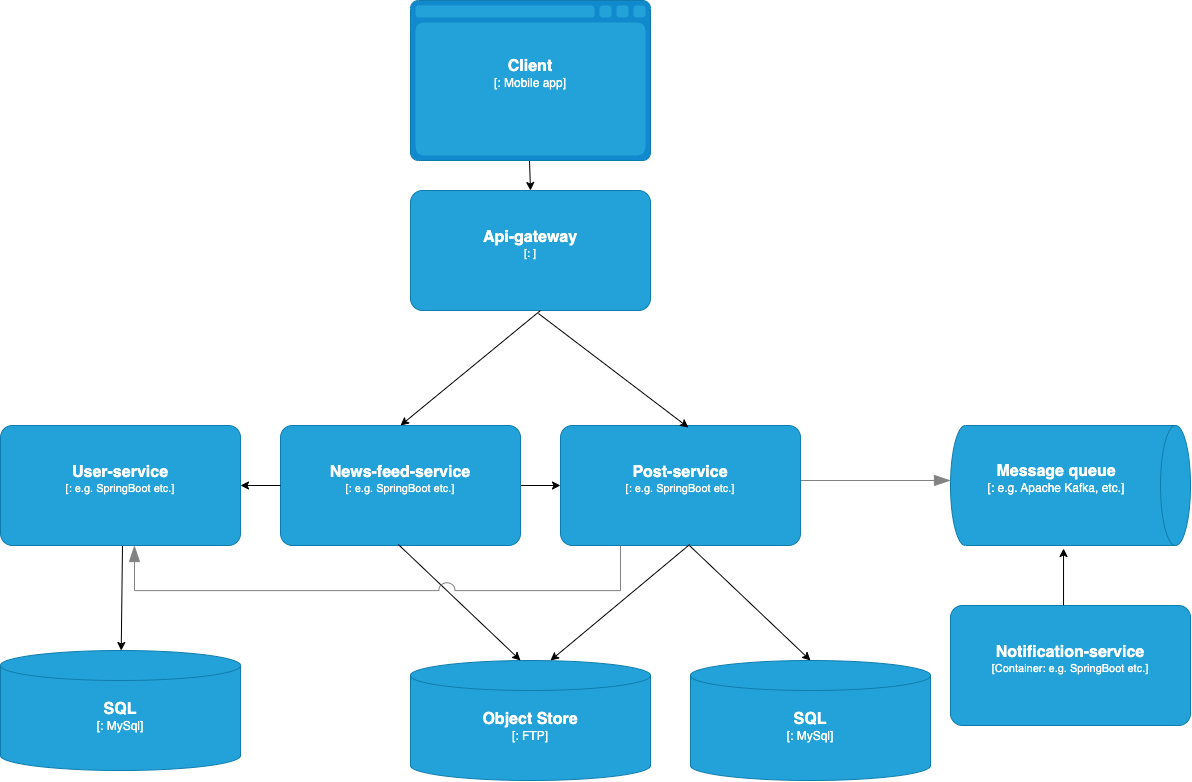 Client
[: Mobile app]
Api-gateway
[: ]
User-service
[: e.g. SpringBoot etc.]
News-feed-service
[: e.g. SpringBoot etc.]
Post-service
[: e.g. SpringBoot etc.]
Message queue
[: e.g. Apache Kafka, etc.]
Notification-service
[Container: e.g. SpringBoot etc.]
SQL
[: MySql]
Object Store
[: FTP]
SQL
[: MySql]